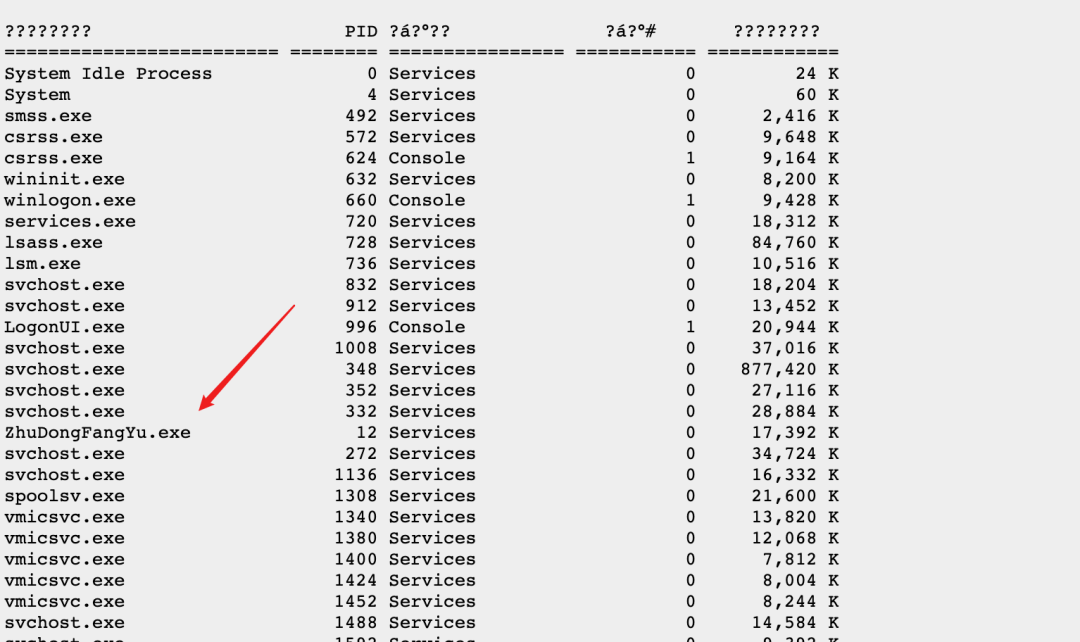 ????????                         PID ?á?º??              ?á?º#       ????????
========================= ======== ================ =========== ============
System Idle Process                0 Services                   0         24 K
System                             4 Services                   0         60 K
smss.exe                         492 Services                   0      2,416 K
csrss.exe                        572 Services                   0      9,648 K
csrss.exe                        624 Console                    1      9,164 K
wininit.exe                      632 Services                   0      8,200 K
winlogon.exe                     660 Console                    1      9,428 K
services.exe                     720 Services                   0     18,312 K
lsass.exe                        728 Services                   0     84,760 K
lsm.exe                          736 Services                   0     10,516 K
svchost.exe                      832 Services                   0     18,204 K
svchost.exe                      912 Services                   0     13,452 K
LogonUI.exe                      996 Console                    1     20,944 K
svchost.exe                     1008 Services                   0     37,016 K
svchost.exe                      348 Services                   0    877,420 K
svchost.exe                      352 Services                   0     27,116 K
svchost.exe                      332 Services                   0     28,884 K
ZhuDongFangYu.exe                 12 Services                   0     17,392 K
svchost.exe                      272 Services                   0     34,724 K
svchost.exe                     1136 Services                   0     16,332 K
spoolsv.exe                     1308 Services                   0     21,600 K
vmicsvc.exe                     1340 Services                   0     13,820 K
vmicsvc.exe                     1380 Services                   0     12,068 K
vmicsvc.exe                     1400 Services                   0      7,812 K
vmicsvc.exe                     1424 Services                   0      8,004 K
vmicsvc.exe                     1452 Services                   0      8,244 K
svchost.exe                     1488 Services                   0     14,584 K